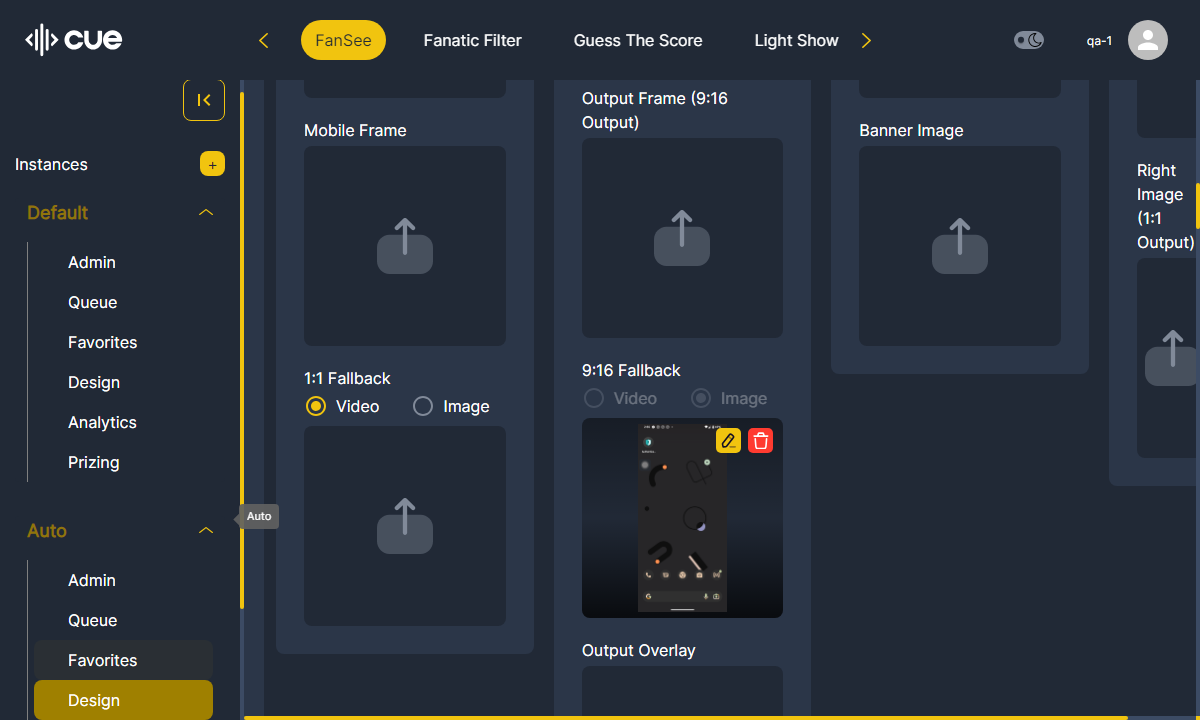 cue
FanSee
Fanatic Filter
Guess The Score
Light Show
qa-1
Instances
+
Default
Admin
Queue
Favorites
Design
Analytics
Prizing
Auto
Admin
Queue
Favorites
Design
Auto
Mobile Frame
1:1 Fallback
Video
Image
Output Frame (9:16
Output)
9:16 Fallback
Video
Image
Output Overlay
Banner Image
Right
Image
(1:1
Output)